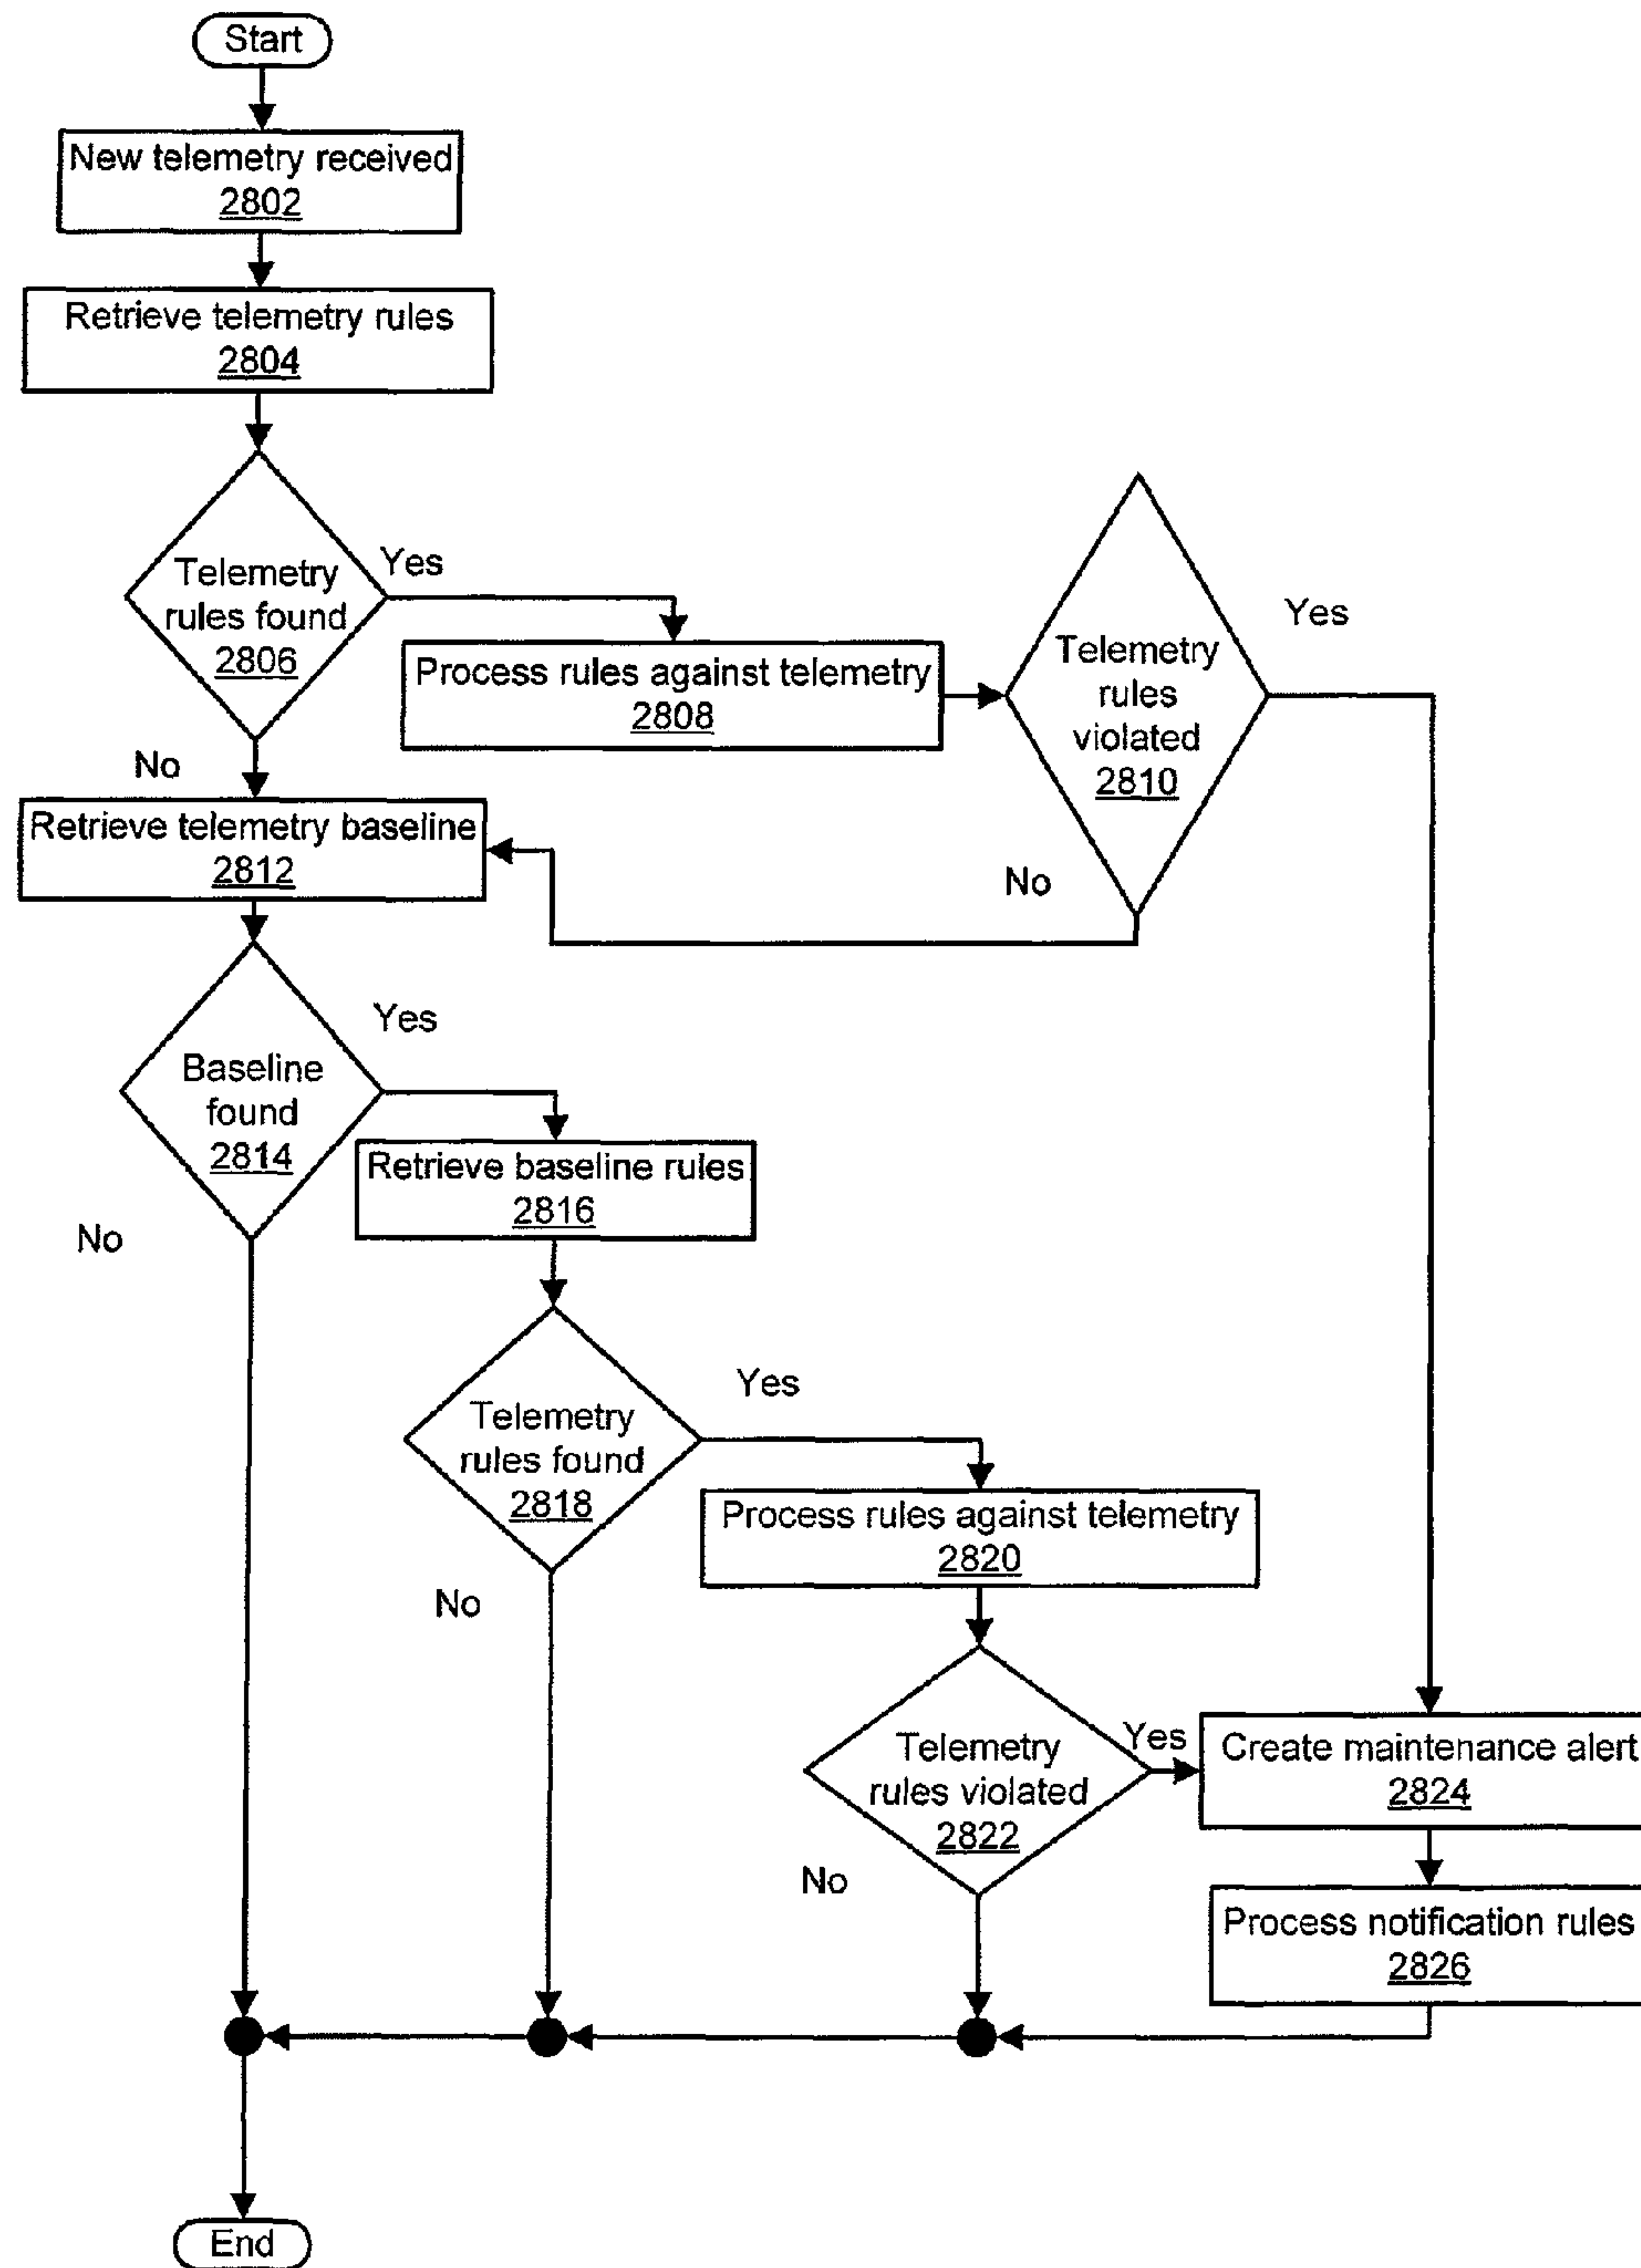 Start
New telemetry received
2802
Retrieve telemetry rules
2804
Telemetry
rules found
2806
Yes
No
Process rules against telemetry
2808
Telemetry
rules
violated
2810
Yes
No
Retrieve telemetry baseline
2812
Baseline
found
2814
Yes
No
Retrieve baseline rules
2816
Telemetry
rules found
2818
Yes
No
Process rules against telemetry
2820
Telemetry
rules violated
2822
Yes
No
Create maintenance alert
2824
Process notification rules
2826
End